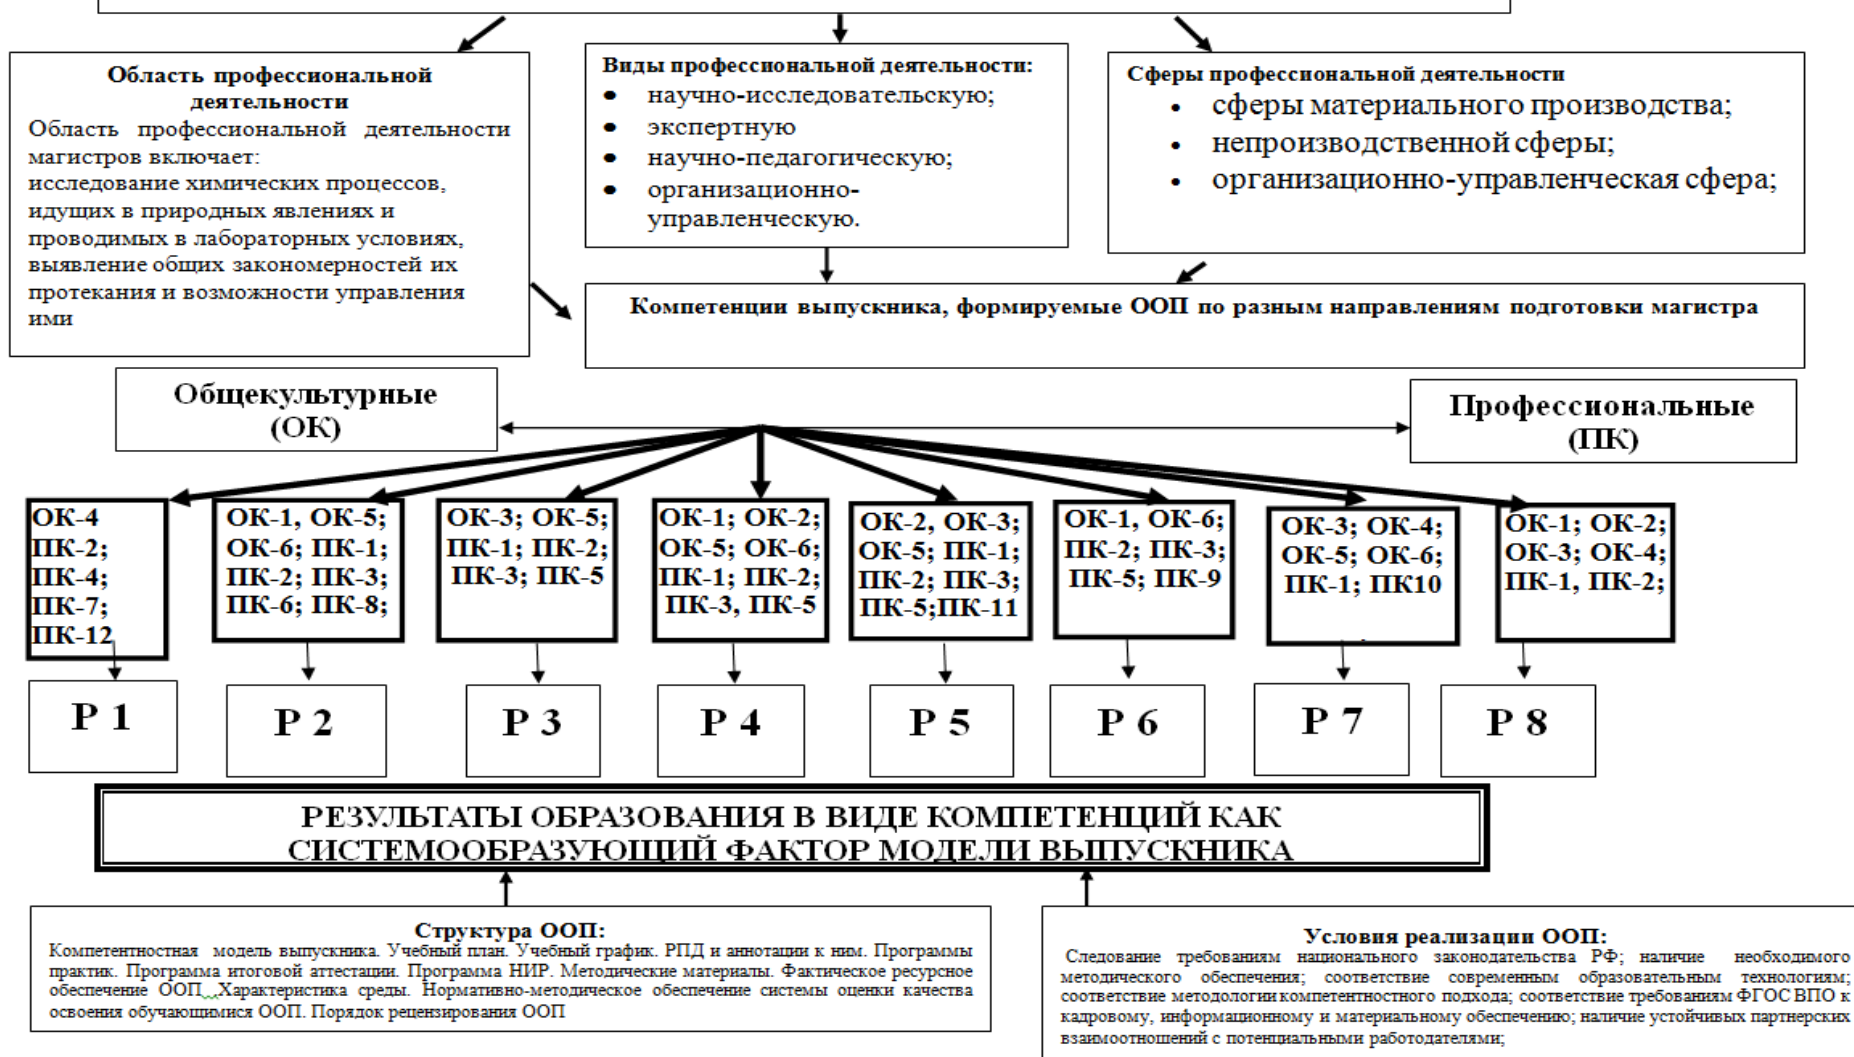 Область профессиональной
деятельности
Область профессиональной деятельности
магистров включает:
исследование химических процессов,
идущих в природных явлениях и
проводимых в лабораторных условиях,
выявление общих закономерностей их
протекания и возможности управления
ими
Виды профессиональной деятельности:
• научно-исследовательскую;
• экспертную
• научно-педагогическую;
• организационно-
управленческую.
Сферы профессиональной деятельности
• сферы материального производства;
• непроизводственной сферы;
• организационно-управленческая сфера;
Компетенции выпускника, формируемые ООП по разным направлениям подготовки магистра
Общекультурные
(ОК)
Профессиональные
(ПК)
ОК-4
ПК-2;
ПК-4;
ПК-7;
ПК-12
ОК-1, ОК-5;
ОК-6; ПК-1;
ПК-2; ПК-3;
ПК-6; ПК-8;
ОК-3; ОК-5;
ПК-1; ПК-2;
ПК-3; ПК-5
ОК-1; ОК-2;
ОК-5; ОК-6;
ПК-1; ПК-2;
ПК-3, ПК-5
ОК-2, ОК-3;
ОК-5; ПК-1;
ПК-2; ПК-3;
ПК-5;ПК-11
ОК-1, ОК-6;
ПК-2; ПК-3;
ПК-5; ПК-9
ОК-3; ОК-4;
ОК-5; ОК-6;
ПК-1; ПК10
.
ОК-1; ОК-2;
ОК-3; ОК-4;
ПК-1, ПК-2;
Р 1
Р 2
Р 3
Р 4
Р 5
Р 6
Р 7
Р 8
РЕЗУЛЬТАТЫ ОБРАЗОВАНИЯ В ВИДЕ КОМПЕТЕНЦИЙ КАК
СИСТЕМООБРАЗУЮЩИЙ ФАКТОР МОДЕЛИ ВЫПУСКНИКА
Структура ООП:
Компетентностная модель выпускника. Учебный план. Учебный график. РПД и аннотации к ним. Программы
практик. Программа итоговой аттестации. Программа НИР. Методические материалы. Фактическое ресурсное
обеспечение ООП. Характеристика среды. Нормативно-методическое обеспечение системы оценки качества
освоения обучающимися ООП. Порядок рецензирования ООП
Условия реализации ООП:
Следование требованиям национального законодательства РФ; наличие необходимого
методического обеспечения; соответствие современным образовательным технологиям;
соответствие методологии компетентностного подхода; соответствие требованиям ФГОС ВПО к
кадровому, информационному и материальному обеспечению; наличие устойчивых партнерских
взаимоотношений с потенциальными работодателями;